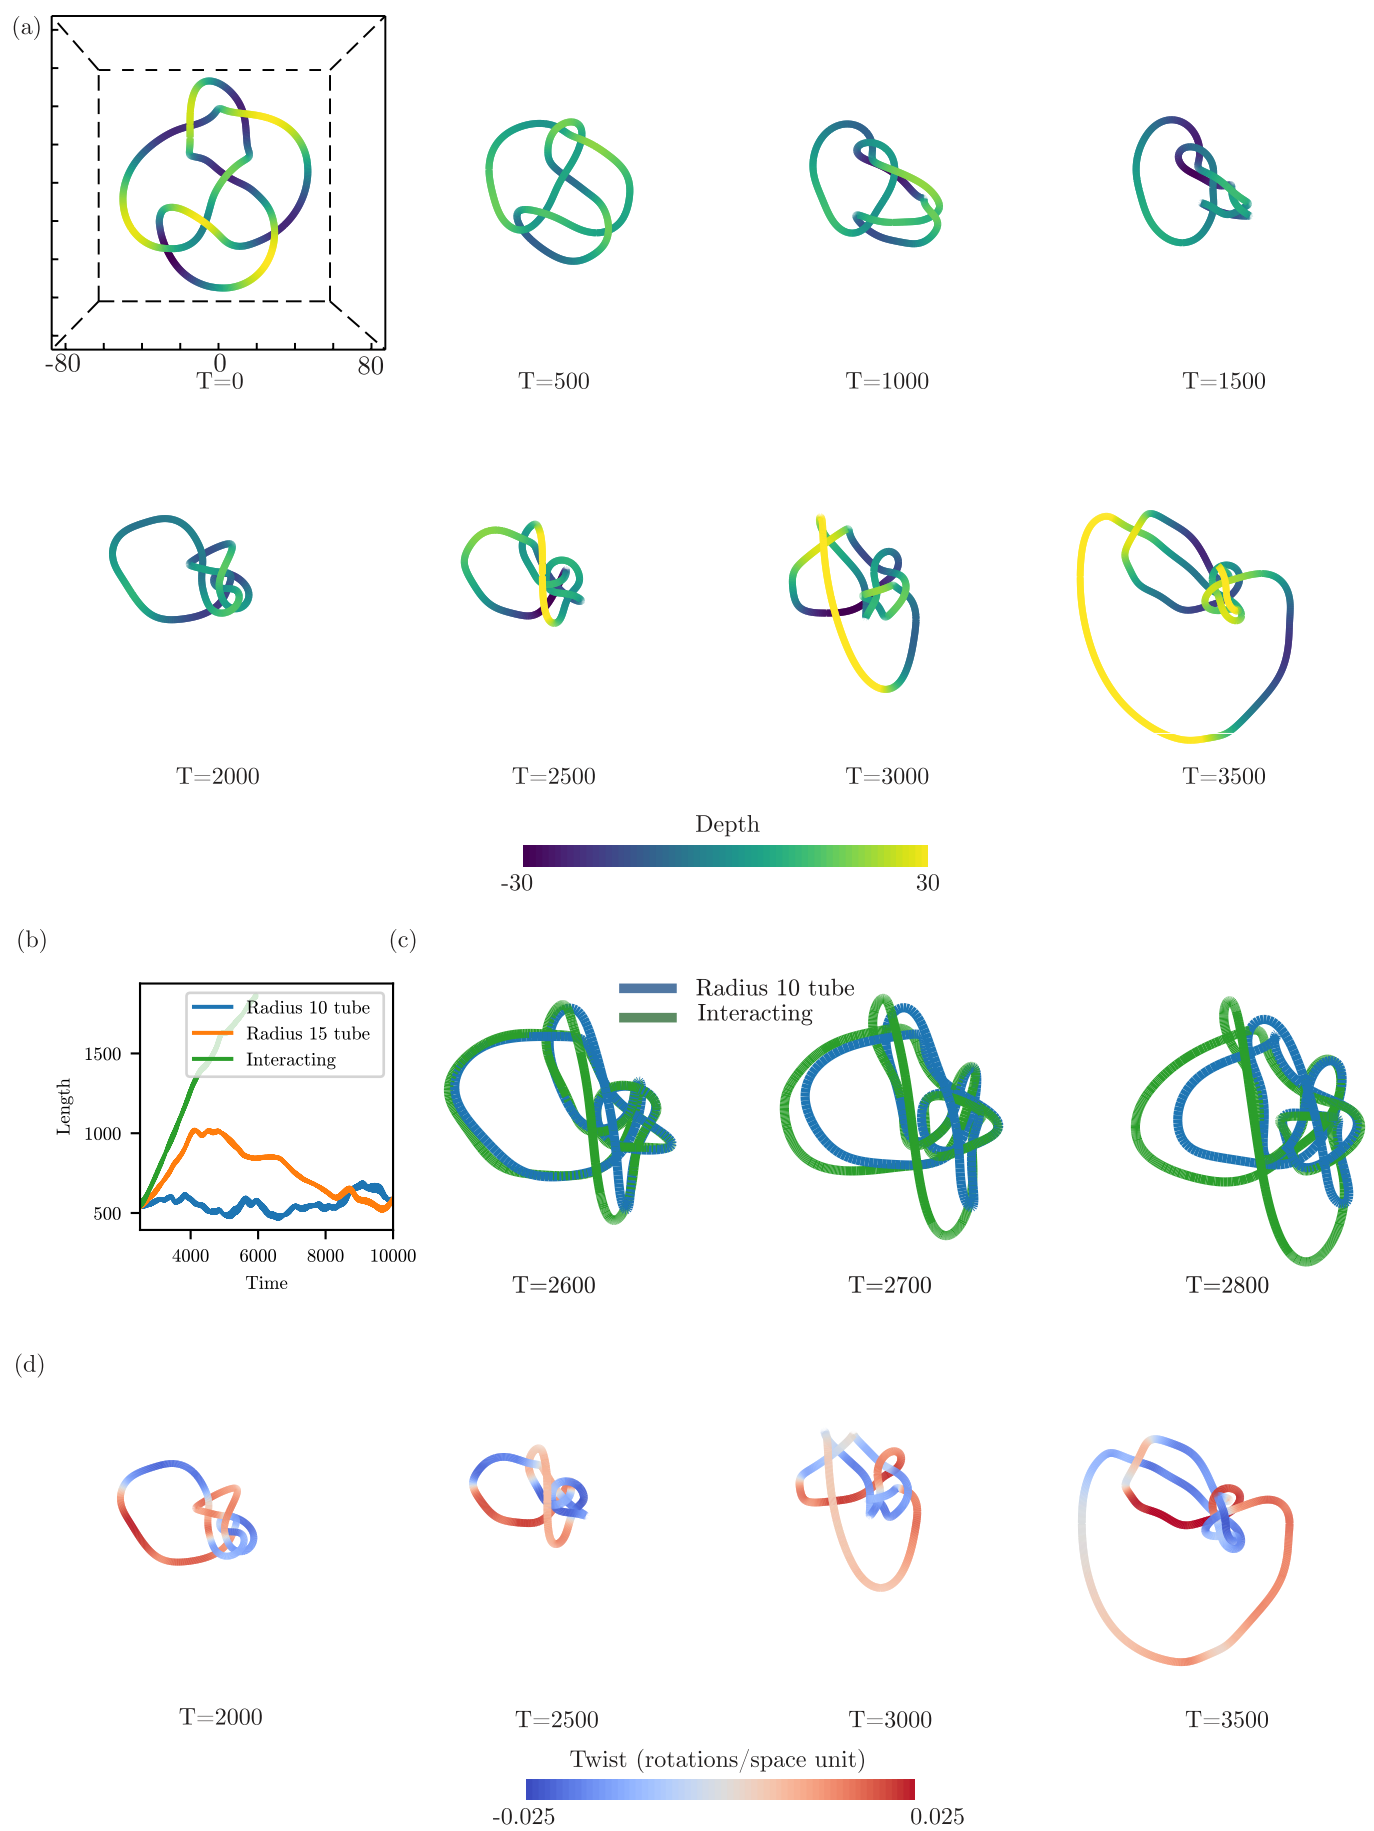 (a)
-80 0 80
T=0 T=500 T=1000 T=1500
T=2000 T=2500 T=3000 T=3500
Depth
-30 30
(b) (c)
Radius 10 tube
Radius 15 tube
Interacting
1500
1000
500
Length
4000 6000 8000 10000
Time
Radius 10 tube
Interacting
T=2600 T=2700 T=2800
(d)
T=2000 T=2500 T=3000 T=3500
Twist (rotations/space unit)
-0.025 0.025